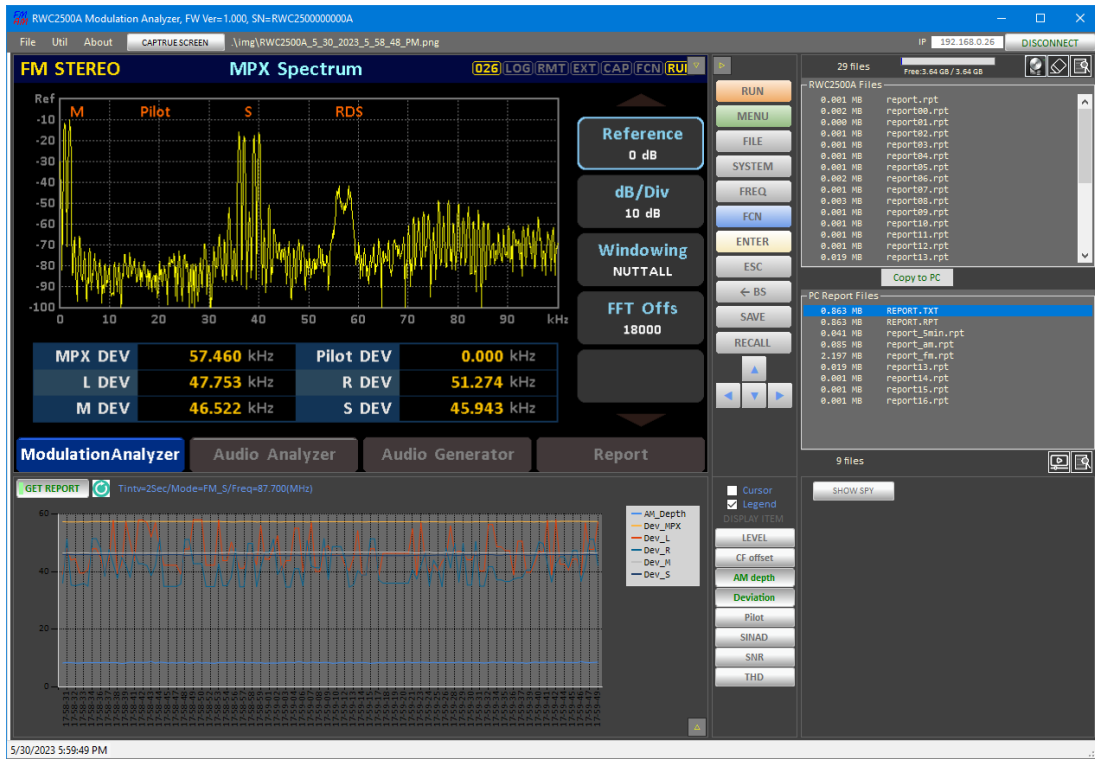 RWC2500A Modulation Analyzer, FW Ver=1.000, SN=RWC2500000000A
File Util About CAPTRUE SCREEN .\img\RWC2500A_5_30_2023_5_58_48_PM.png IP 192.168.0.26 DISCONNECT
FM STEREO MPX Spectrum 026 LOG RMT EXT CAP FCN
Ref
M Pilot S RDS
-10
-20
-30
-40
-50
-60
-70
-80
-90
-100
0 10 20 30 40 50 60 70 80 90 kHz
Reference
0 dB
dB/Div
10 dB
Windowing
NUTTALL
FFT Offs
18000
MPX DEV 57.460 kHz Pilot DEV 0.000 kHz
L DEV 47.753 kHz R DEV 51.274 kHz
M DEV 46.522 kHz S DEV 45.943 kHz
ModulationAnalyzer Audio Analyzer Audio Generator Report
RUN
MENU
FILE
SYSTEM
FREQ
FCN
ENTER
ESC
← BS
SAVE
RECALL
29 files Free:3.64 GB / 3.64 GB
RWC2500A Files
0.001 MB report.rpt
0.002 MB report00.rpt
0.000 MB report01.rpt
0.001 MB report02.rpt
0.001 MB report03.rpt
0.001 MB report04.rpt
0.001 MB report05.rpt
0.002 MB report06.rpt
0.001 MB report07.rpt
0.003 MB report08.rpt
0.001 MB report09.rpt
0.001 MB report10.rpt
0.001 MB report11.rpt
0.001 MB report12.rpt
0.019 MB report13.rpt
Copy to PC
PC Report Files
0.863 MB REPORT.TXT
0.863 MB REPORT.RPT
0.041 MB report_5min.rpt
0.085 MB report_am.rpt
2.197 MB report_fm.rpt
0.019 MB report13.rpt
0.001 MB report14.rpt
0.001 MB report15.rpt
0.001 MB report16.rpt
9 files
GET REPORT Tintv=2Sec/Mode=FM_S/Freq=87.700(MHz)
60
40
20
0
AM_Depth
Dev_MPX
Dev_L
Dev_R
Dev_M
Dev_S
Cursor
Legend
DISPLAY ITEM
LEVEL
CF offset
AM depth
Deviation
Pilot
SINAD
SNR
THD
SHOW SPY
5/30/2023 5:59:49 PM